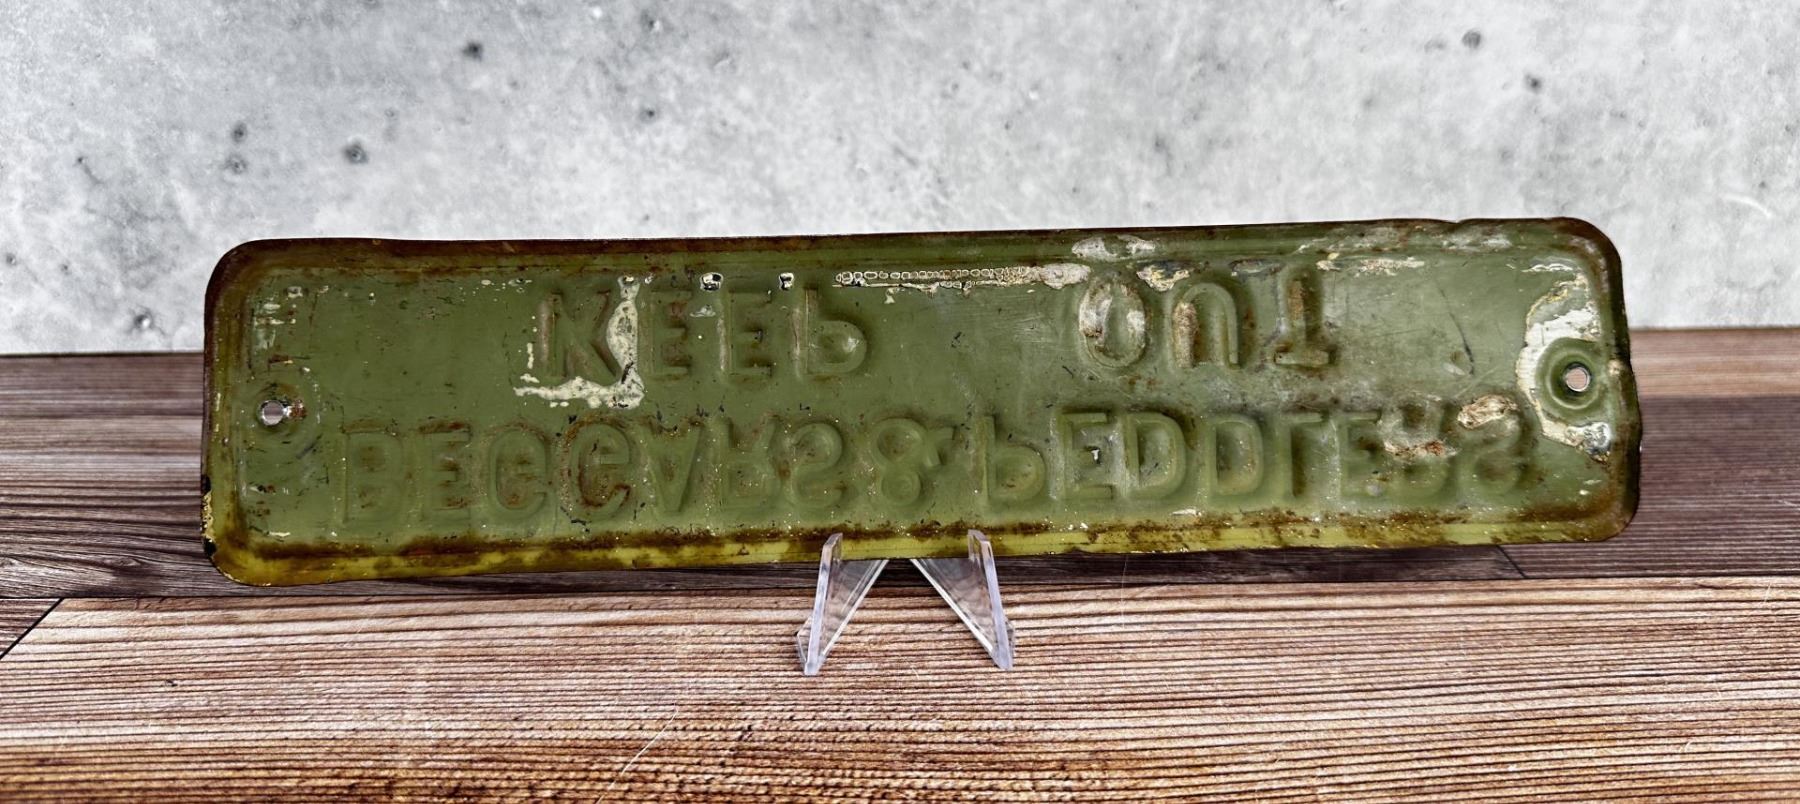 BEGGARS & PEDDLERS
KEEP OUT